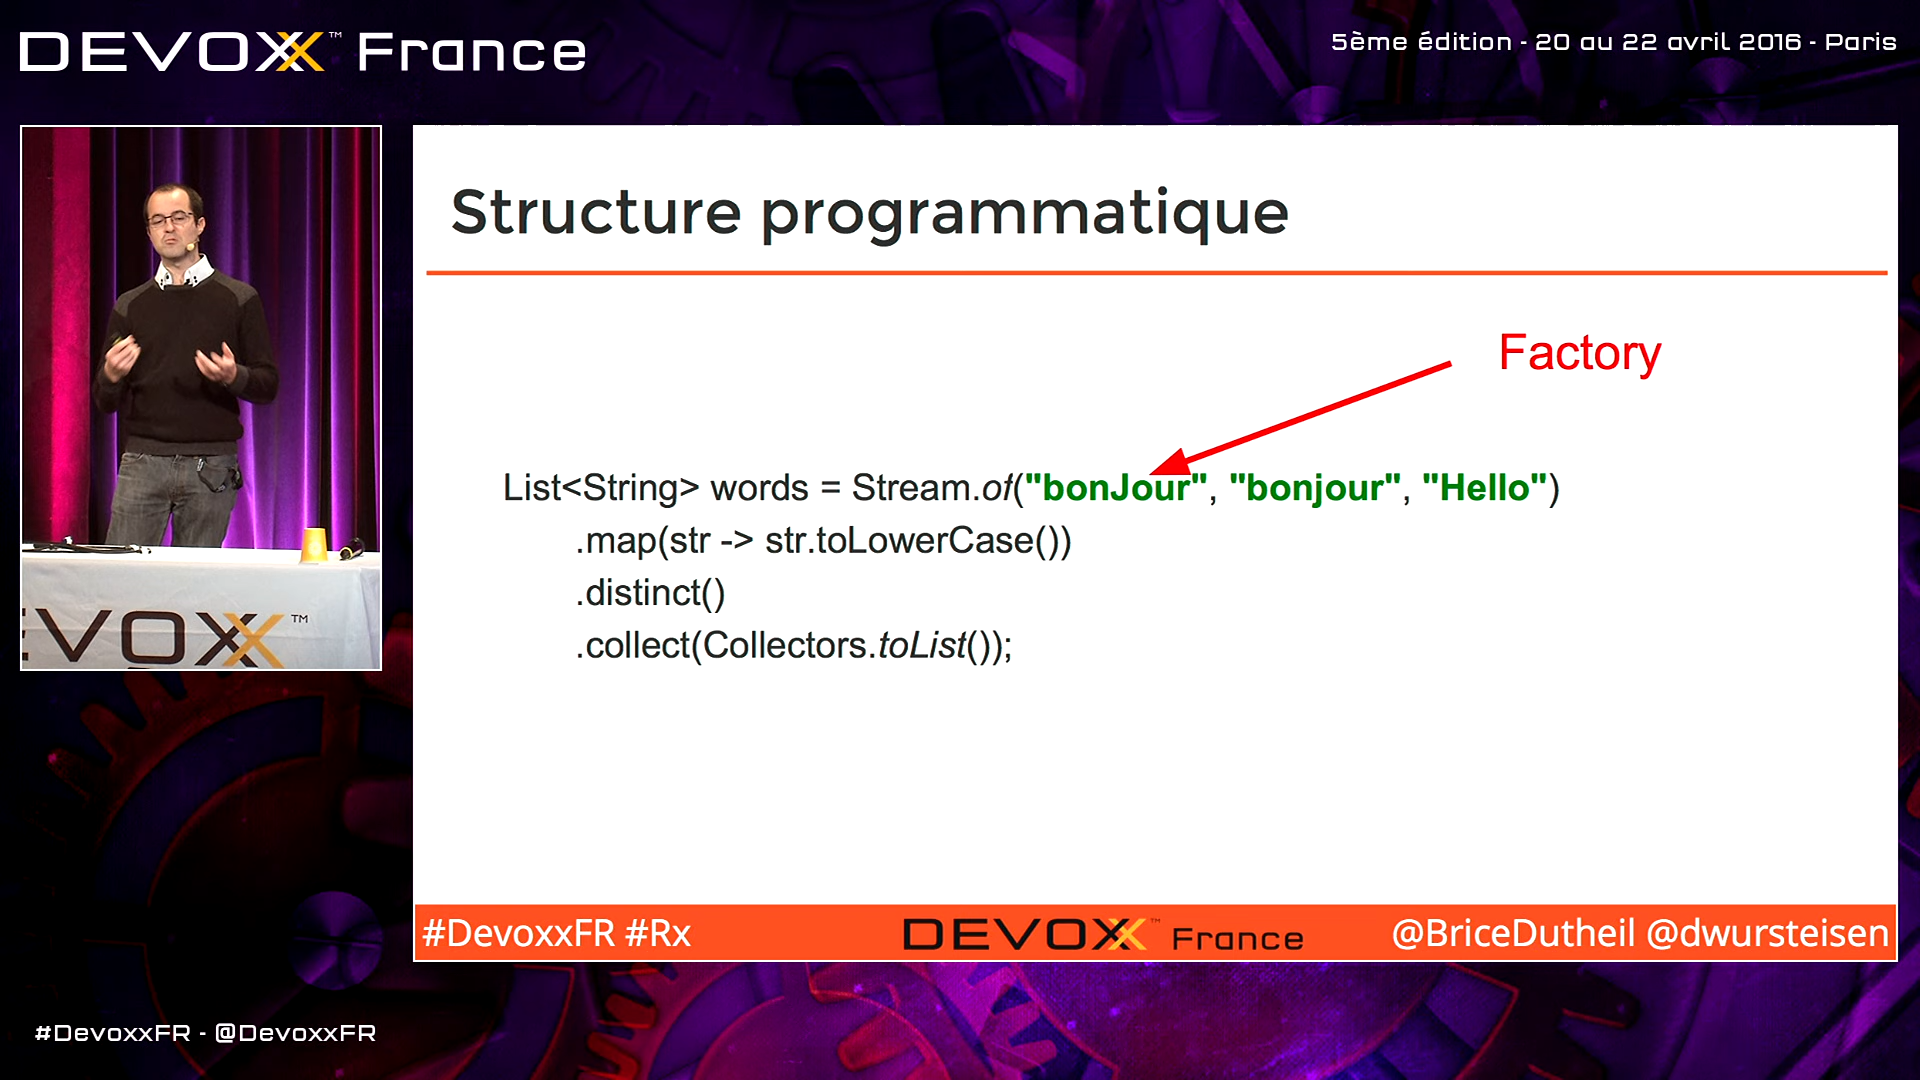 DEVOXX™ France
5ème édition - 20 au 22 avril 2016 - Paris
EVOXX™
Structure programmatique
Factory
List<String> words = Stream.of("bonJour", "bonjour", "Hello")
.map(str -> str.toLowerCase())
.distinct()
.collect(Collectors.toList());
#DevoxxFR #Rx
DEVOXX™ France
@BriceDutheil @dwursteisen
#DevoxxFR - @DevoxxFR